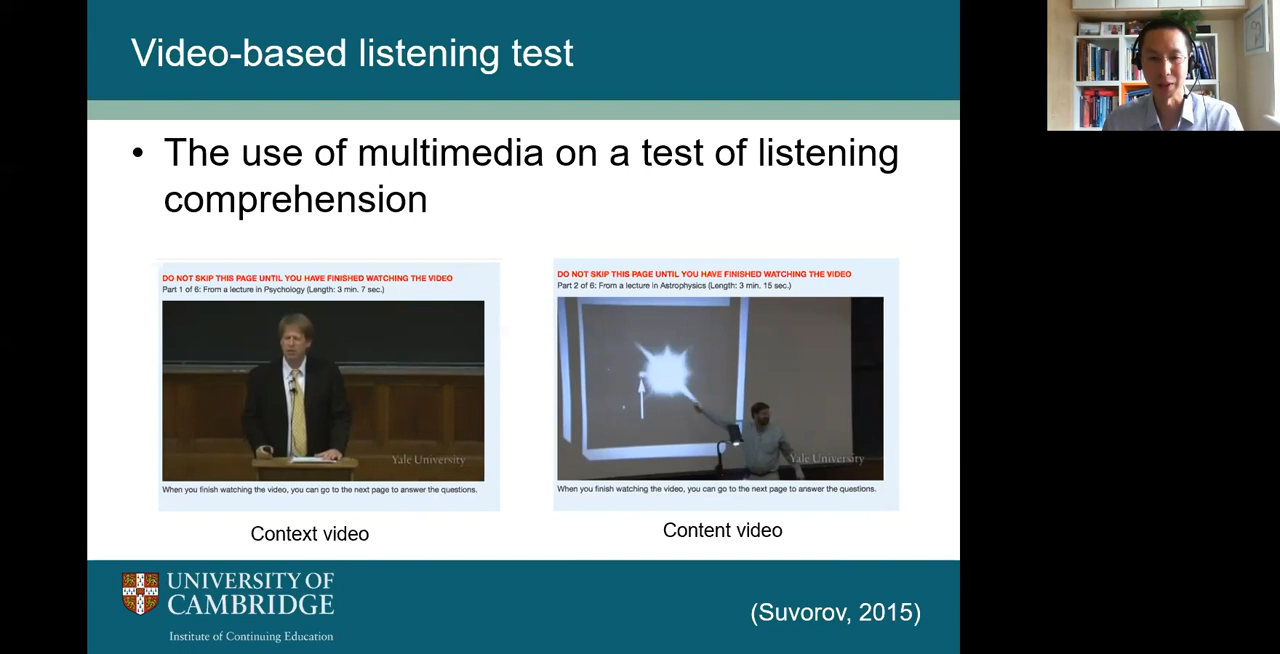 Video-based listening test
• The use of multimedia on a test of listening
comprehension
DO NOT SKIP THIS PAGE UNTIL YOU HAVE FINISHED WATCHING THE VIDEO
Part 1 of 6: From a lecture in Psychology (Length: 3 min. 7 sec.)
Yale University
When you finish watching the video, you can go to the next page to answer the questions.
Context video
DO NOT SKIP THIS PAGE UNTIL YOU HAVE FINISHED WATCHING THE VIDEO
Part 2 of 6: From a lecture in Astrophysics (Length: 3 min. 15 sec.)
Yale University
When you finish watching the video, you can go to the next page to answer the questions.
Content video
UNIVERSITY OF
CAMBRIDGE
Institute of Continuing Education
(Suvorov, 2015)